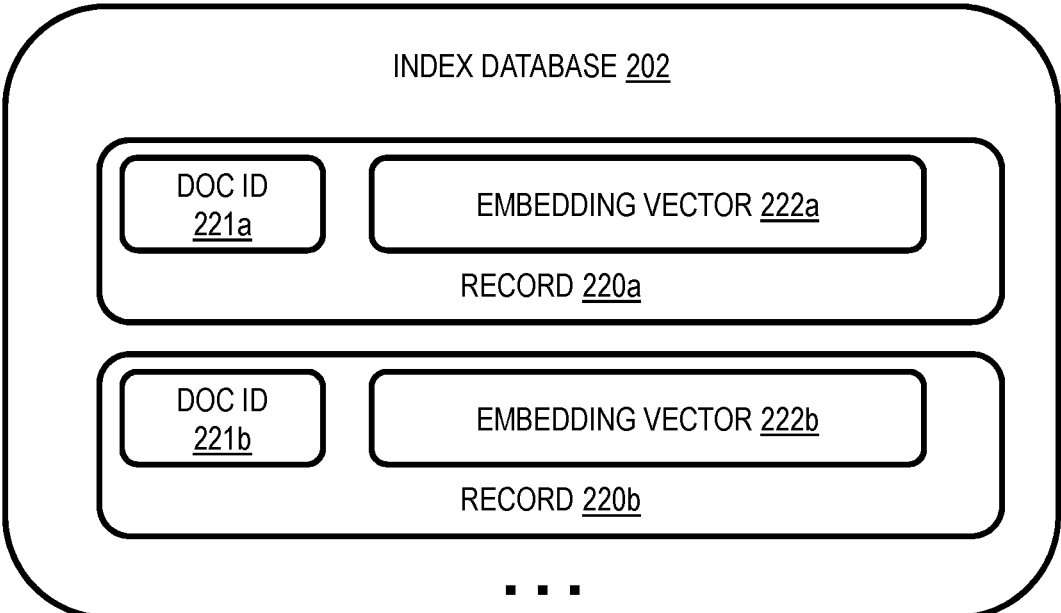 INDEX DATABASE 202
DOC ID
221a
EMBEDDING VECTOR 222a
RECORD 220a
DOC ID
221b
EMBEDDING VECTOR 222b
RECORD 220b
...